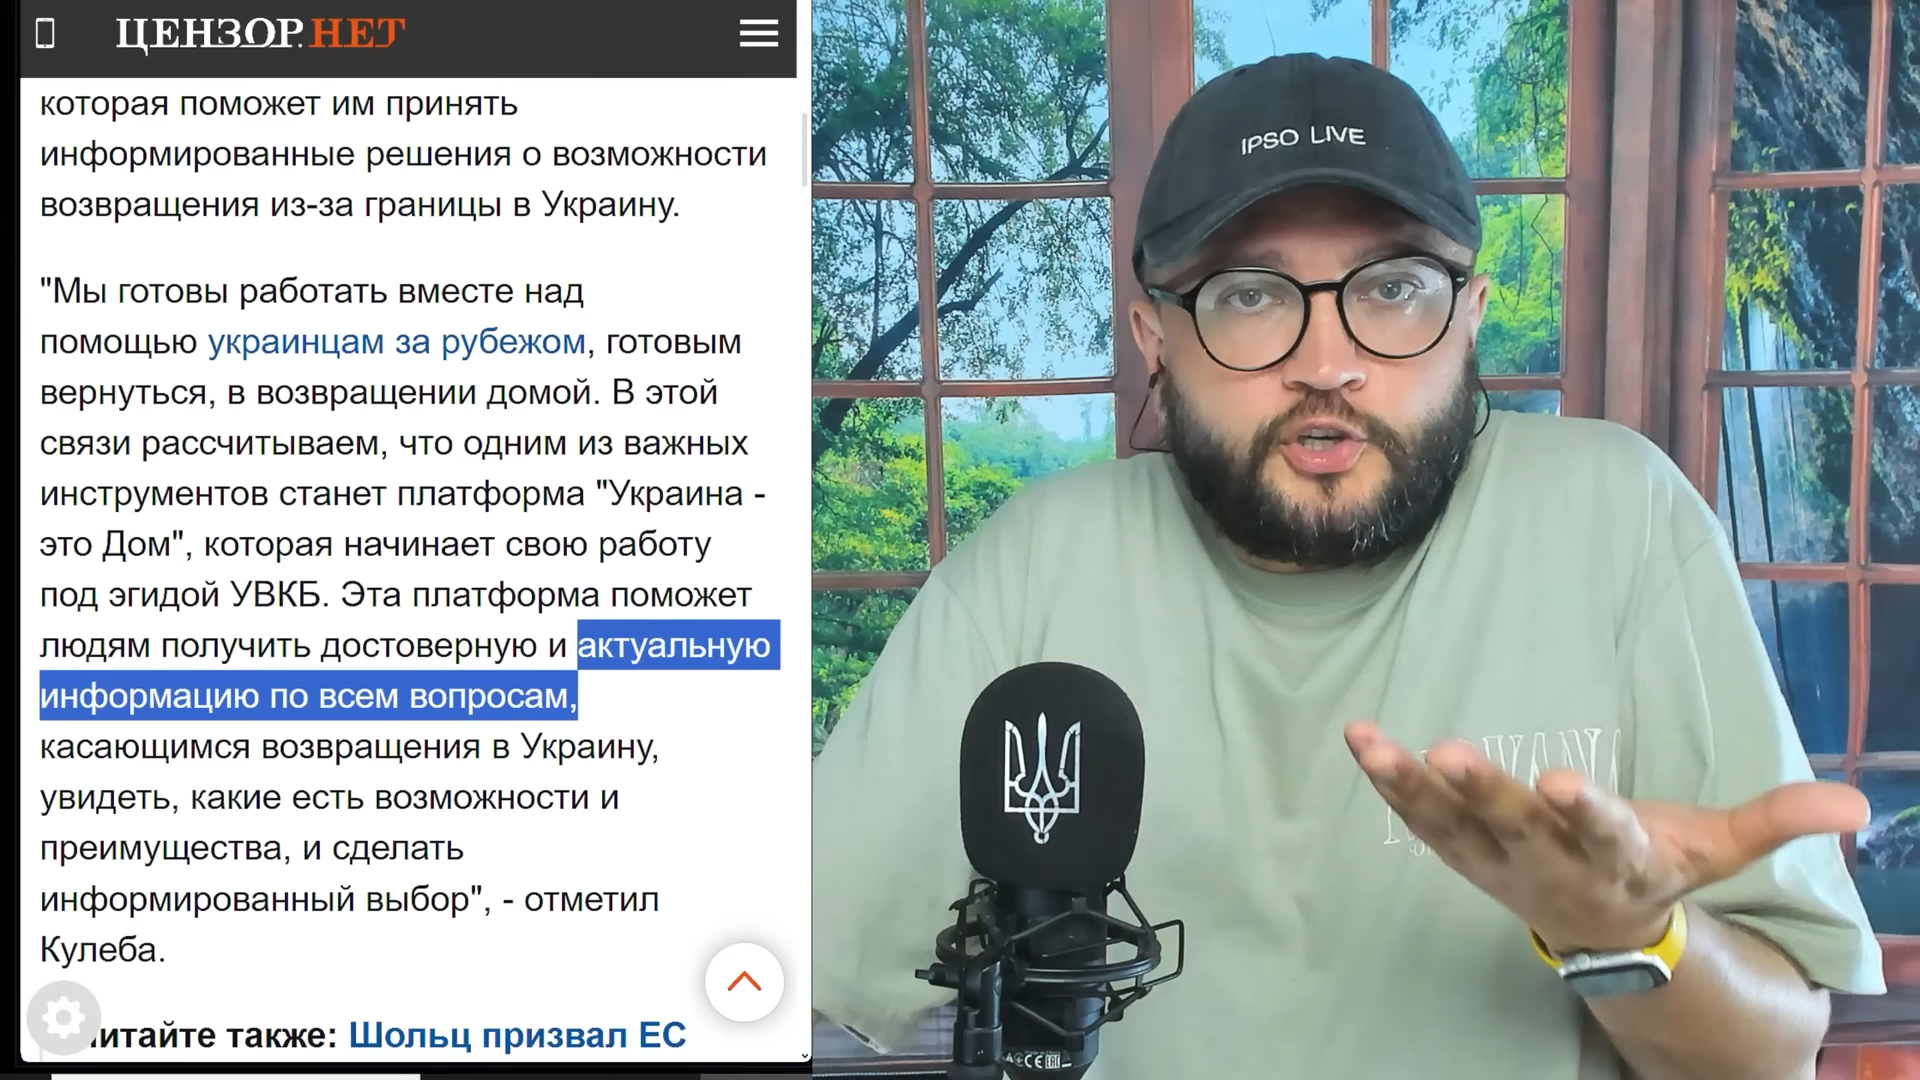 ЦЕНЗОР.НЕТ
которая поможет им принять
информированные решения о возможности
возвращения из-за границы в Украину.
"Мы готовы работать вместе над
помощью украинцам за рубежом, готовым
вернуться, в возвращении домой. В этой
связи рассчитываем, что одним из важных
инструментов станет платформа "Украина -
это Дом", которая начинает свою работу
под эгидой УВКБ. Эта платформа поможет
людям получить достоверную и актуальную
информацию по всем вопросам,
касающимся возвращения в Украину,
увидеть, какие есть возможности и
преимущества, и сделать
информированный выбор", - отметил
Кулеба.
итайте также: Шольц призвал ЕС
IPSO LIVE